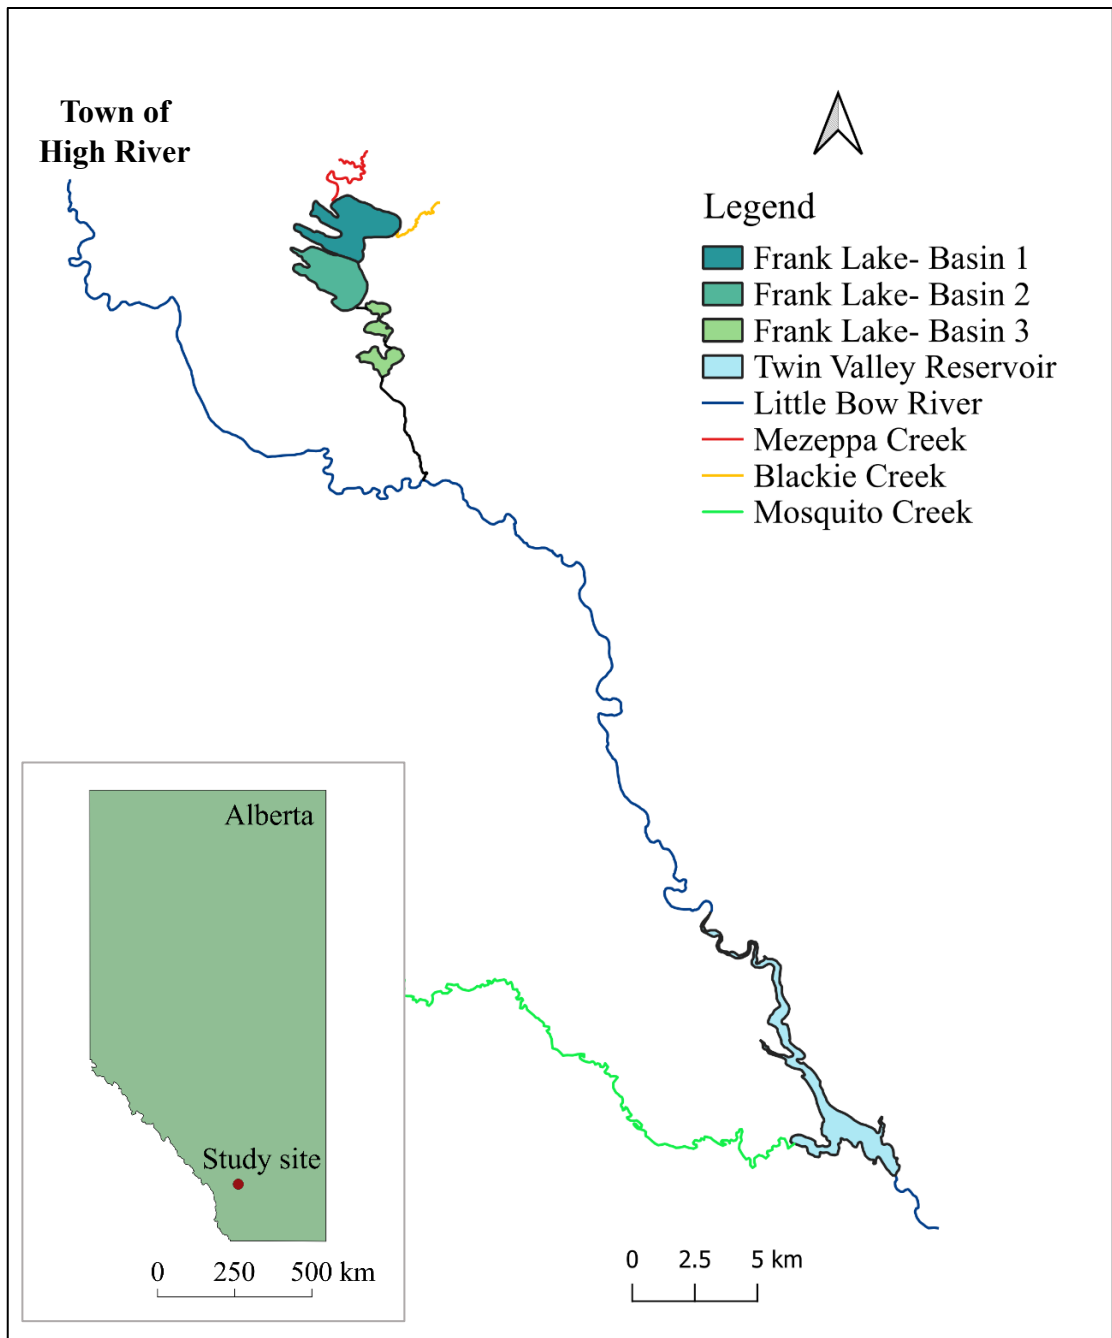 Town of
High River
Legend
Frank Lake- Basin 1
Frank Lake- Basin 2
Frank Lake- Basin 3
Twin Valley Reservoir
Little Bow River
Mezeppa Creek
Blackie Creek
Mosquito Creek
Alberta
Study site
0 250 500 km
0 2.5 5 km